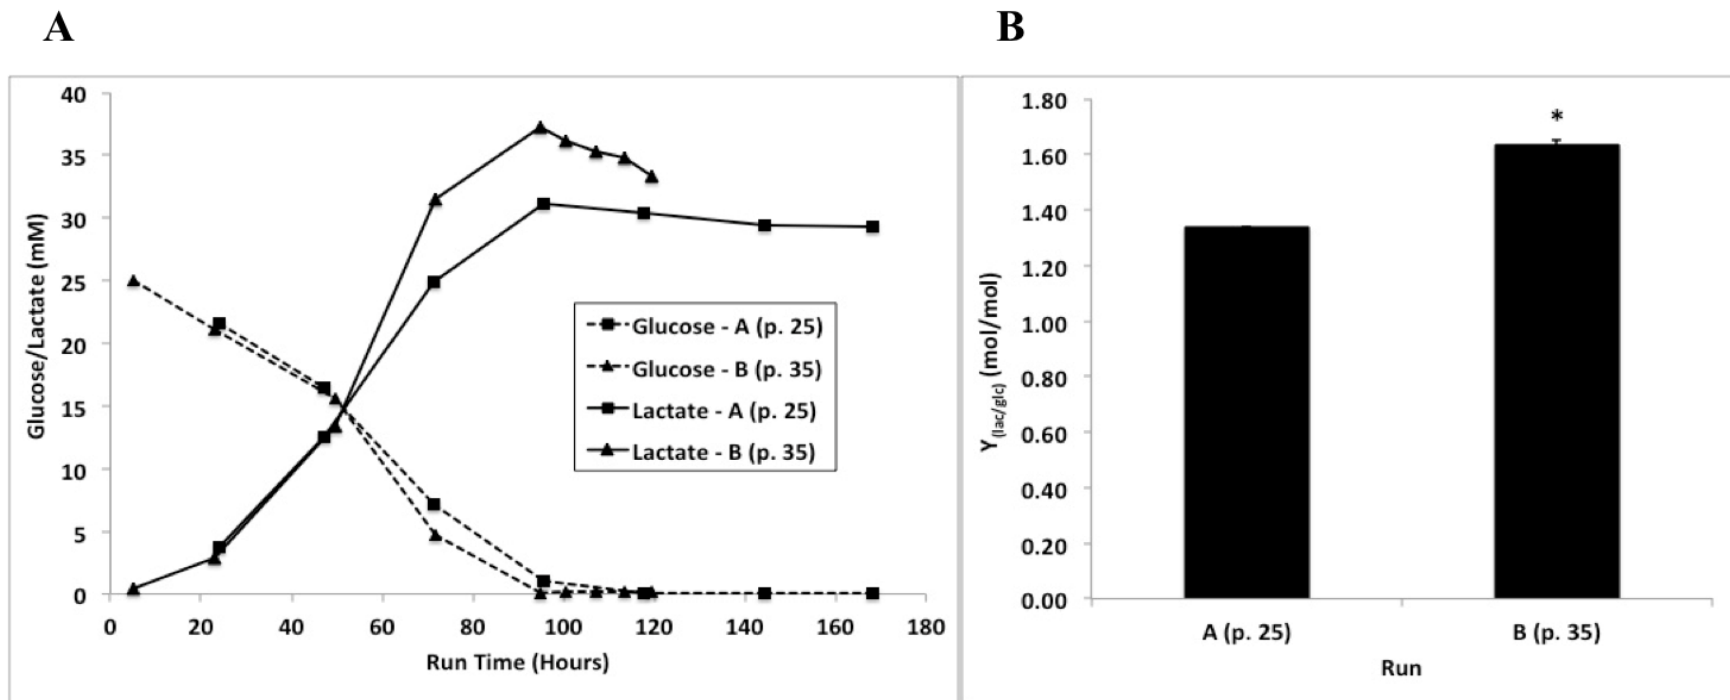 A
B
40
35
30
25
20
15
10
5
0
Glucose/Lactate (mM)
0 20 40 60 80 100 120 140 160 180
Run Time (Hours)
Glucose - A (p. 25)
Glucose - B (p. 35)
Lactate - A (p. 25)
Lactate - B (p. 35)
1.80
1.60
1.40
1.20
1.00
0.80
0.60
0.40
0.20
0.00
Y(lac/glc) (mol/mol)
*
A (p. 25) B (p. 35)
Run